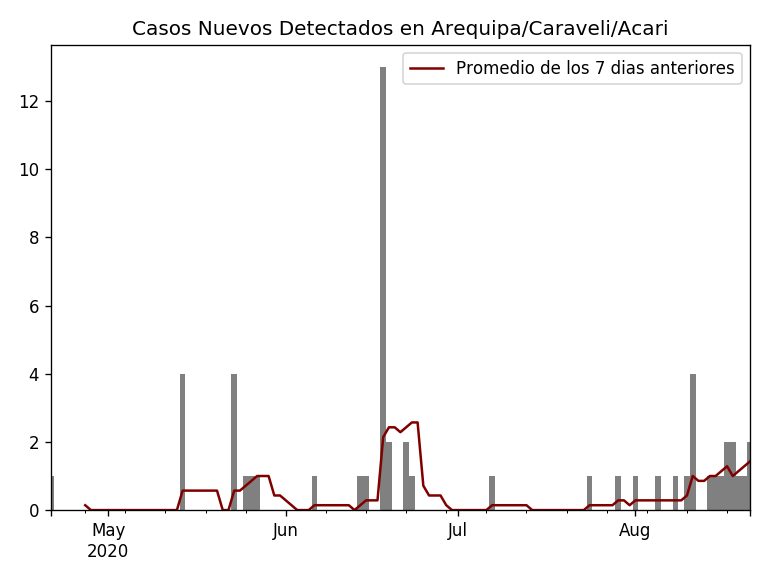 Casos Nuevos Detectados en Arequipa/Caraveli/Acari
Promedio de los 7 dias anteriores
12
10
8
6
4
2
0
May Jun Jul Aug
2020